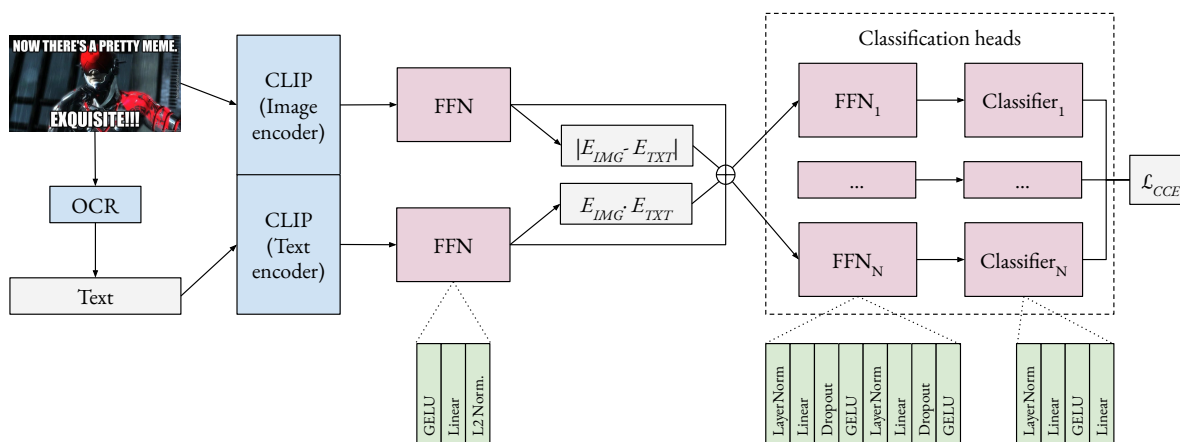 NOW THERE'S A PRETTY MEME.
EXQUISITE!!!
OCR
Text
CLIP
(Image
encoder)
CLIP
(Text
encoder)
FFN
FFN
GELU
Linear
L2 Norm.
|E_IMG - E_TXT|
E_IMG · E_TXT
Classification heads
FFN_1
Classifier_1
...
...
FFN_N
Classifier_N
LayerNorm
Linear
Dropout
GELU
LayerNorm
Linear
Dropout
GELU
LayerNorm
Linear
GELU
Linear
ℒ_CCE